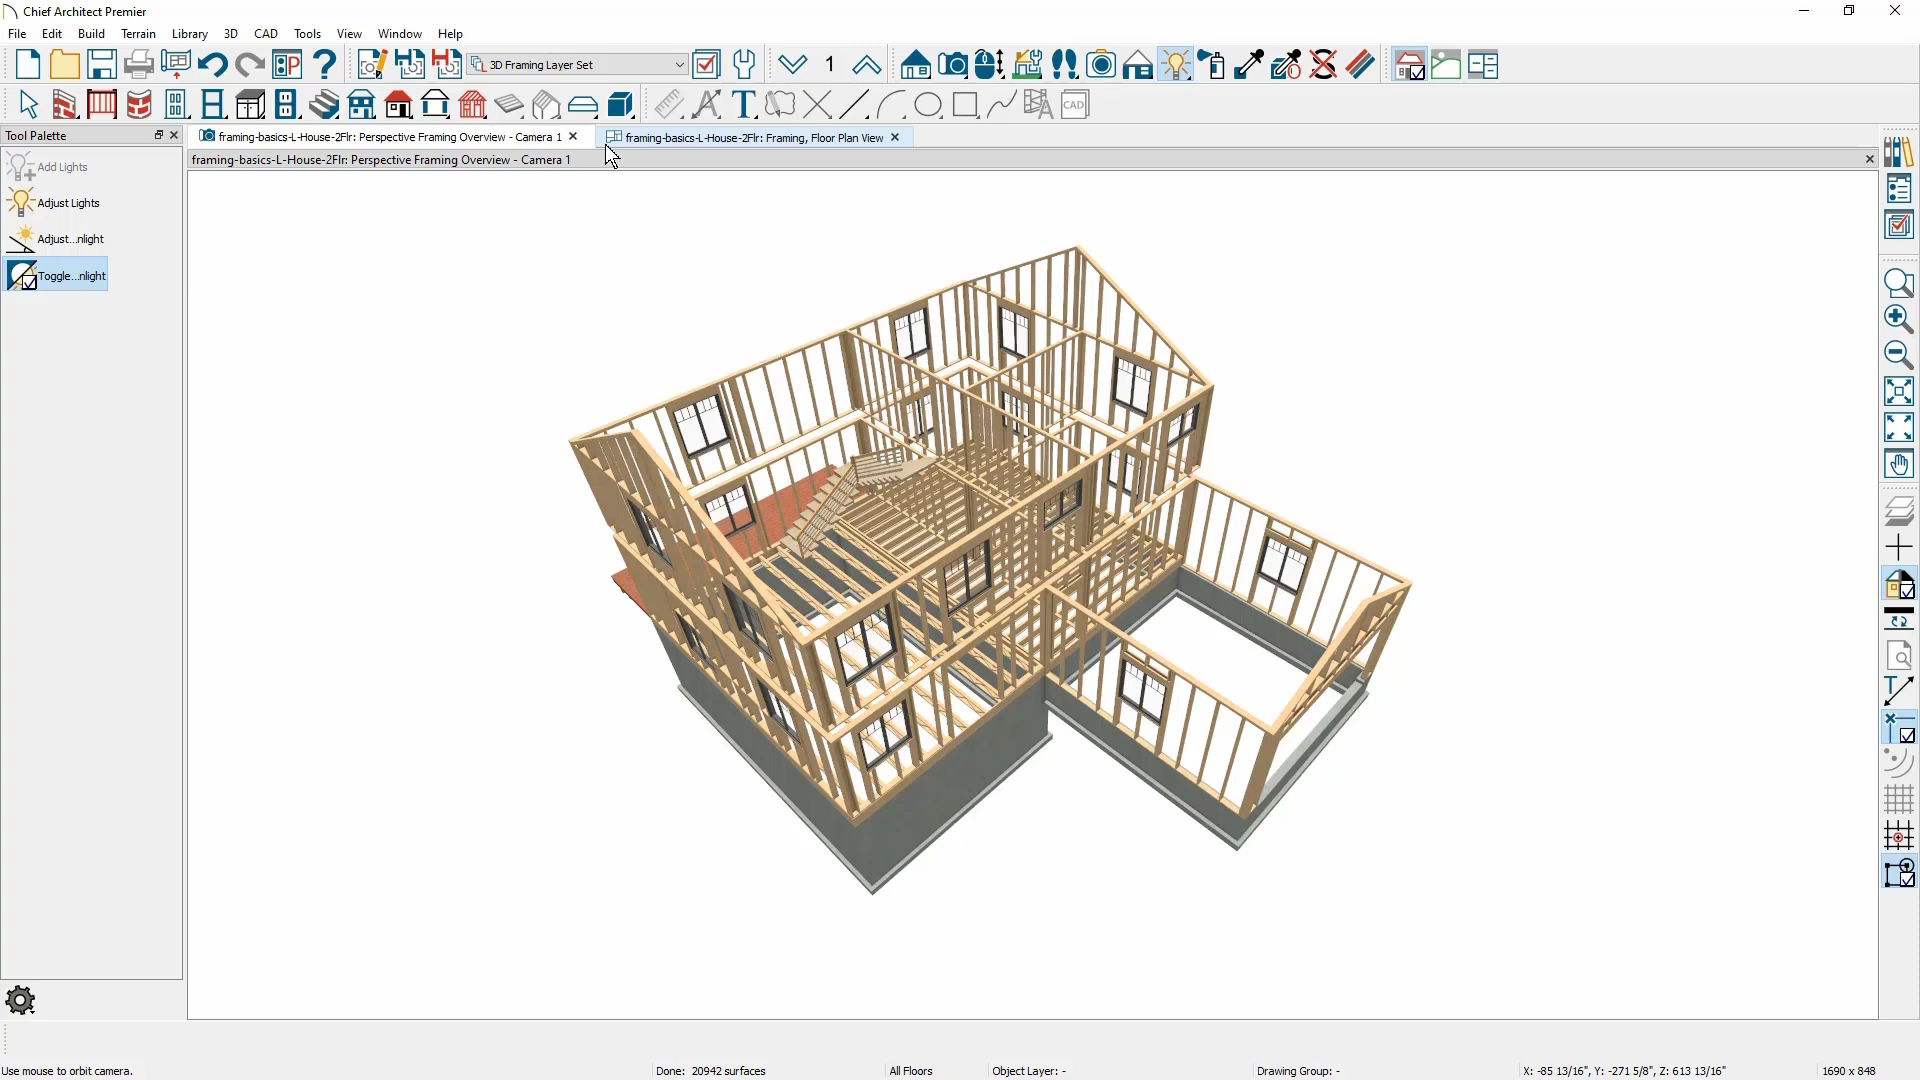 Chief Architect Premier
File Edit Build Terrain Library 3D CAD Tools View Window Help
3D Framing Layer Set
1
CAD
Tool Palette
framing-basics-L-House-2Flr: Perspective Framing Overview - Camera 1
framing-basics-L-House-2Flr: Framing, Floor Plan View
framing-basics-L-House-2Flr: Perspective Framing Overview - Camera 1
Add Lights
Adjust Lights
Adjust...nlight
Toggle...nlight
Use mouse to orbit camera.
Done: 20942 surfaces
All Floors
Object Layer: -
Drawing Group: -
X: -85 13/16", Y: -271 5/8", Z: 613 13/16"
1690 x 848